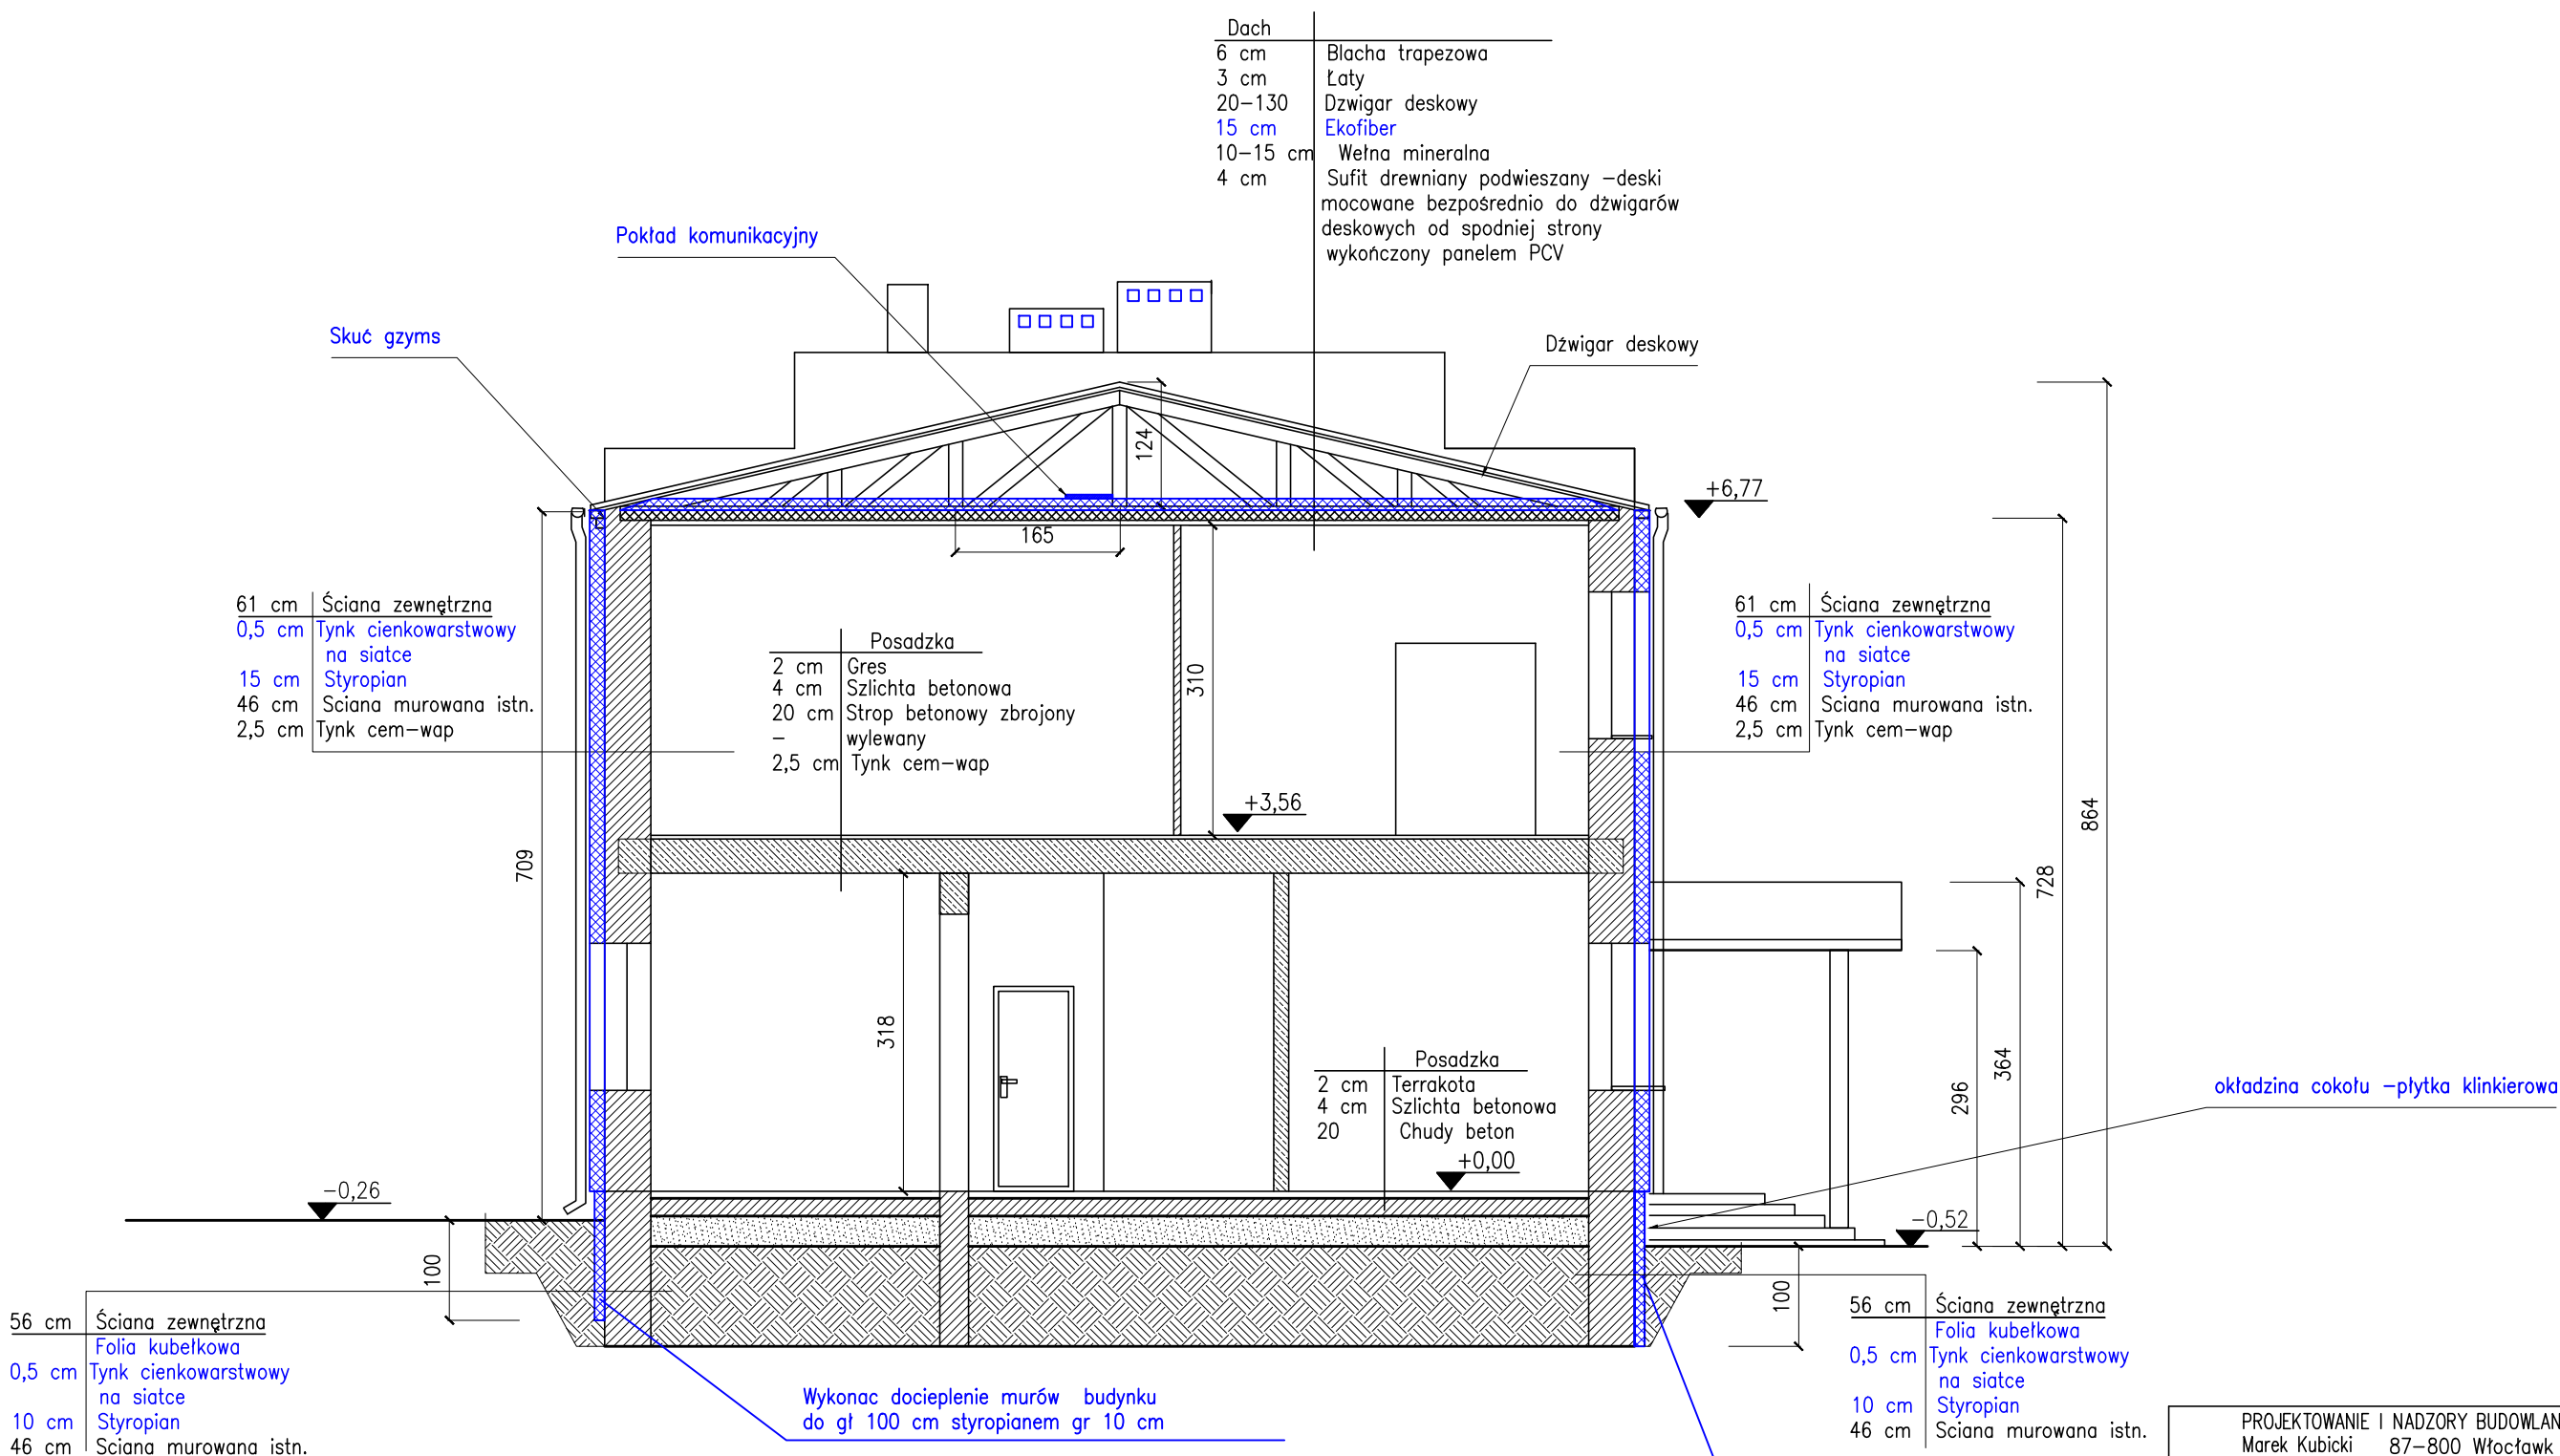 Dach
6 cm Blacha trapezowa
3 cm Łaty
20-130 Dzwigar deskowy
15 cm Ekofiber
10-15 cm Wełna mineralna
4 cm Sufit drewniany podwieszany -deski
mocowane bezpośrednio do dźwigarów
deskowych od spodniej strony
wykończony panelem PCV
Pokład komunikacyjny
Skuć gzyms
Dźwigar deskowy
124
+6,77
165
61 cm Ściana zewnętrzna
0,5 cm Tynk cienkowarstwowy
na siatce
15 cm Styropian
46 cm Sciana murowana istn.
2,5 cm Tynk cem-wap
Posadzka
2 cm Gres
4 cm Szlichta betonowa
20 cm Strop betonowy zbrojony
- wylewany
2,5 cm Tynk cem-wap
310
61 cm Ściana zewnętrzna
0,5 cm Tynk cienkowarstwowy
na siatce
15 cm Styropian
46 cm Sciana murowana istn.
2,5 cm Tynk cem-wap
+3,56
709
864
728
318
364
296
Posadzka
2 cm Terrakota
4 cm Szlichta betonowa
20 Chudy beton
+0,00
okładzina cokołu -płytka klinkierowa
-0,26
-0,52
100
100
56 cm Ściana zewnętrzna
Folia kubełkowa
0,5 cm Tynk cienkowarstwowy
na siatce
10 cm Styropian
46 cm Sciana murowana istn.
Wykonac docieplenie murów budynku
do gł 100 cm styropianem gr 10 cm
56 cm Ściana zewnętrzna
Folia kubełkowa
0,5 cm Tynk cienkowarstwowy
na siatce
10 cm Styropian
46 cm Sciana murowana istn.
PROJEKTOWANIE I NADZORY BUDOWLAN
Marek Kubicki 87-800 Włocławk